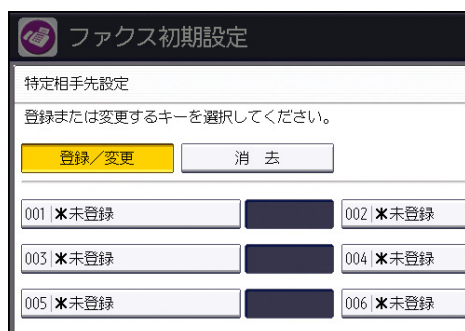 ファクス初期設定
特定相手先設定
登録または変更するキーを選択してください。
登録／変更 消 去
001 ✱未登録 002 ✱未登録
003 ✱未登録 004 ✱未登録
005 ✱未登録 006 ✱未登録